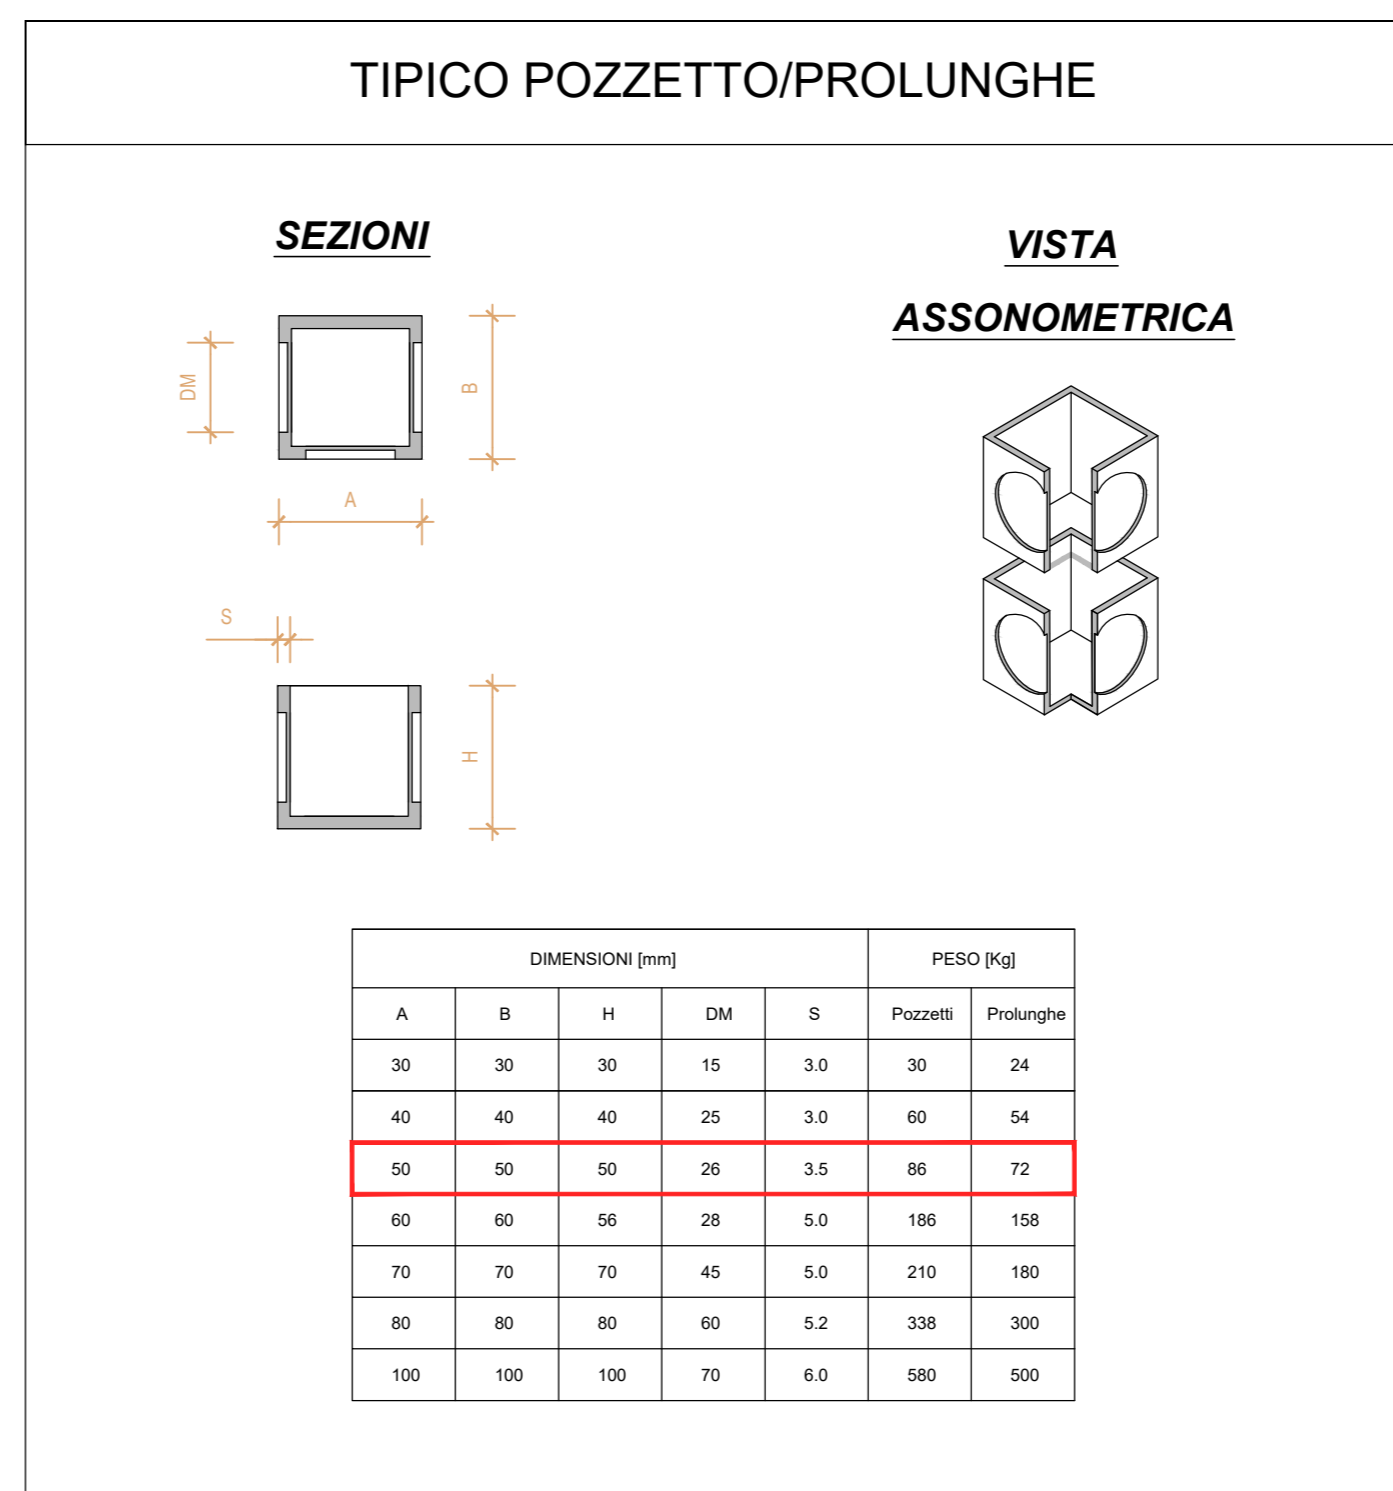 TIPICO POZZETTO/PROLUNGHE
SEZIONI
VISTA
ASSONOMETRICA
DM
B
A
S
H
DIMENSIONI [mm] PESO [Kg]
A B H DM S Pozzetti Prolunghe
30 30 30 15 3.0 30 24
40 40 40 25 3.0 60 54
50 50 50 26 3.5 86 72
60 60 56 28 5.0 186 158
70 70 70 45 5.0 210 180
80 80 80 60 5.2 338 300
100 100 100 70 6.0 580 500